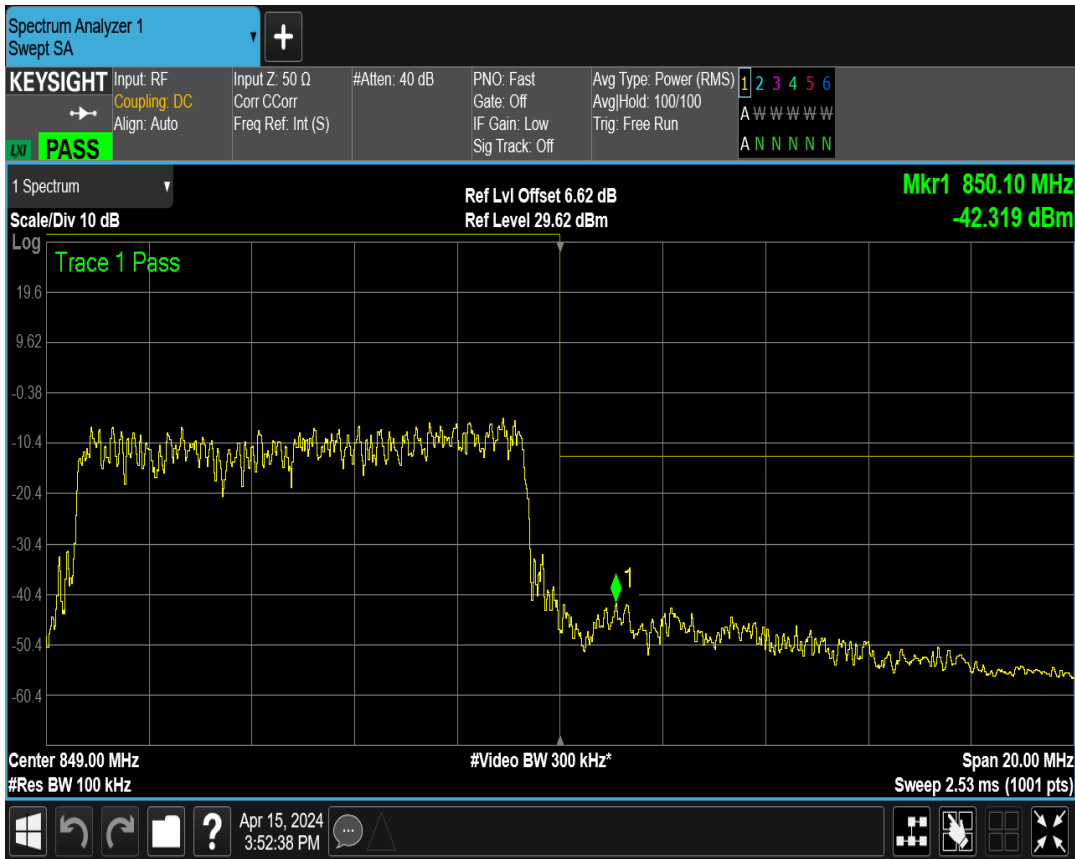 Spectrum Analyzer 1
Swept SA
+
KEYSIGHT
LXI PASS
Input: RF
Coupling: DC
Align: Auto
Input Z: 50 Ω
Corr CCorr
Freq Ref: Int (S)
#Atten: 40 dB
PNO: Fast
Gate: Off
IF Gain: Low
Sig Track: Off
Avg Type: Power (RMS)
Avg|Hold: 100/100
Trig: Free Run
1 2 3 4 5 6
A W W W W W
A N N N N N
1 Spectrum
Scale/Div 10 dB
Ref Lvl Offset 6.62 dB
Ref Level 29.62 dBm
Mkr1 850.10 MHz
-42.319 dBm
Log
Trace 1 Pass
19.6
9.62
-0.38
-10.4
-20.4
-30.4
-40.4
-50.4
-60.4
1
Center 849.00 MHz
#Res BW 100 kHz
#Video BW 300 kHz*
Span 20.00 MHz
Sweep 2.53 ms (1001 pts)
?
Apr 15, 2024
3:52:38 PM